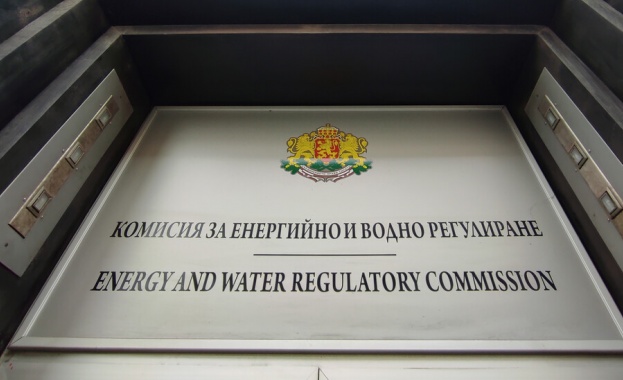 КОМИСИЯ ЗА ЕНЕРГИЙНО И ВОДНО РЕГУЛИРАНЕ
ENERGY AND WATER REGULATORY COMMISSION